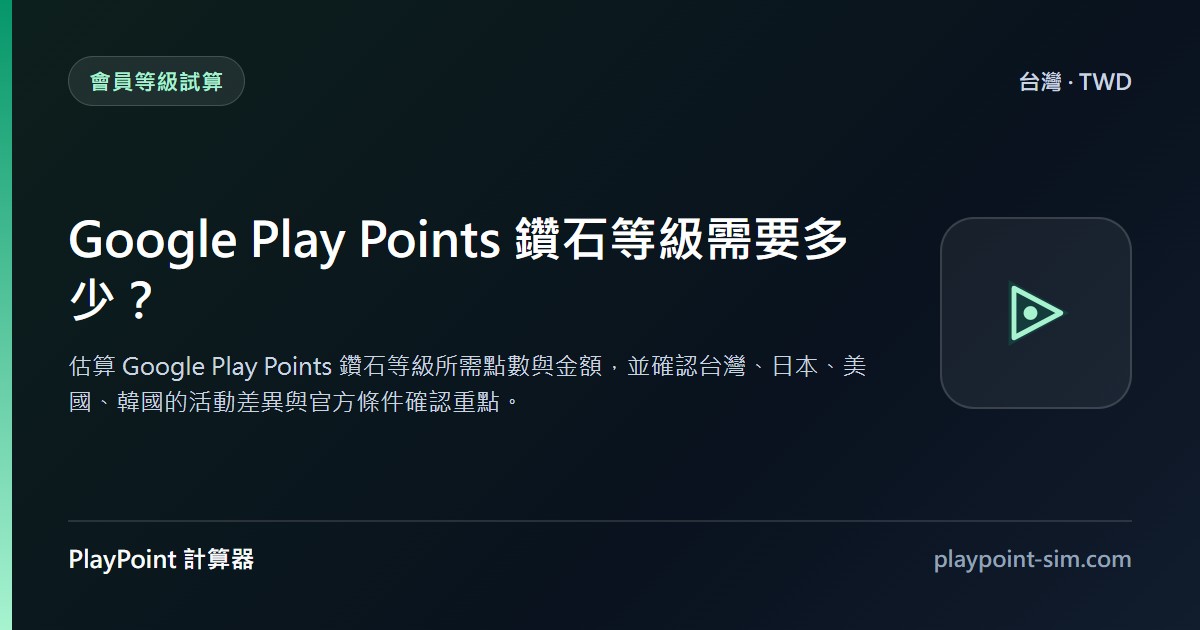 會員等級試算
台灣 · TWD
Google Play Points 鑽石等級需要多
少？
估算 Google Play Points 鑽石等級所需點數與金額，並確認台灣、日本、美
國、韓國的活動差異與官方條件確認重點。
PlayPoint 計算器
playpoint-sim.com